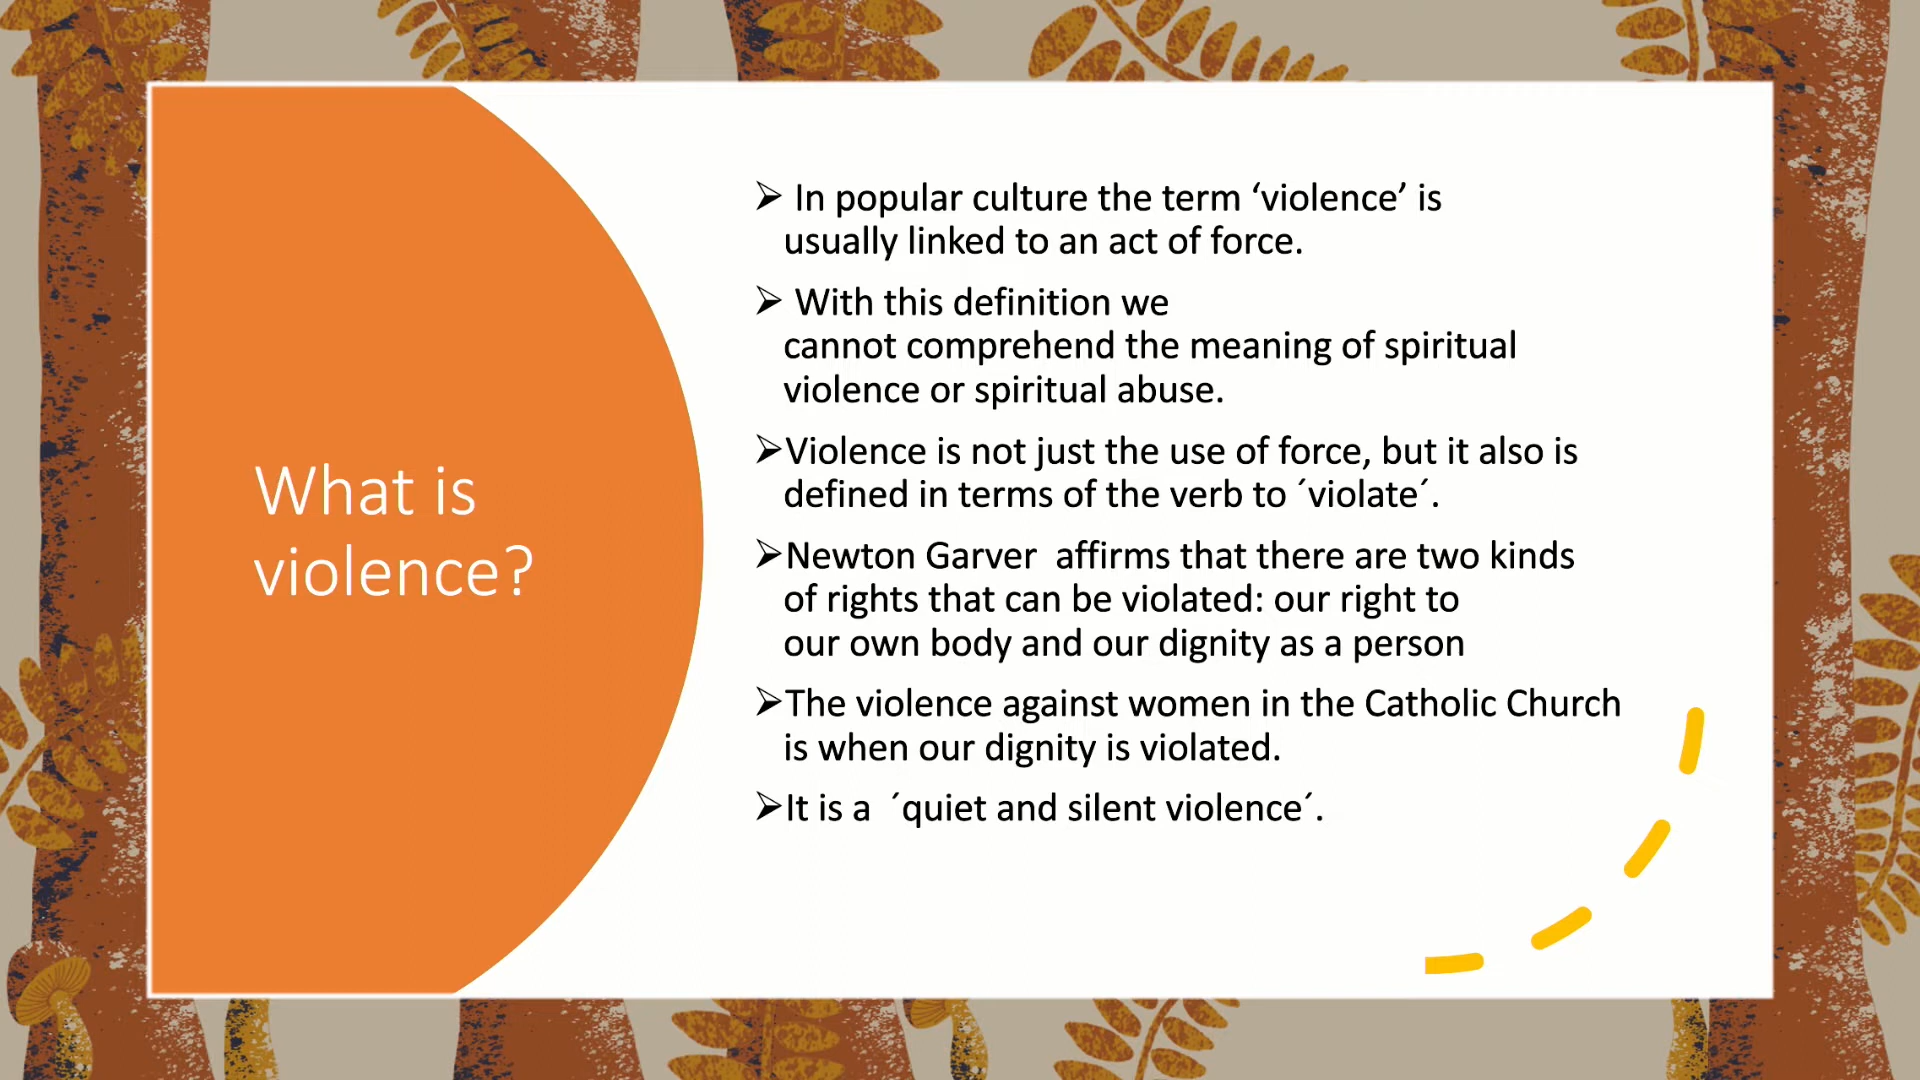 What is
violence?
➢ In popular culture the term ‘violence’ is
usually linked to an act of force.
➢ With this definition we
cannot comprehend the meaning of spiritual
violence or spiritual abuse.
➢Violence is not just the use of force, but it also is
defined in terms of the verb to ´violate´.
➢Newton Garver  affirms that there are two kinds
of rights that can be violated: our right to
our own body and our dignity as a person
➢The violence against women in the Catholic Church
is when our dignity is violated.
➢It is a  ´quiet and silent violence´.